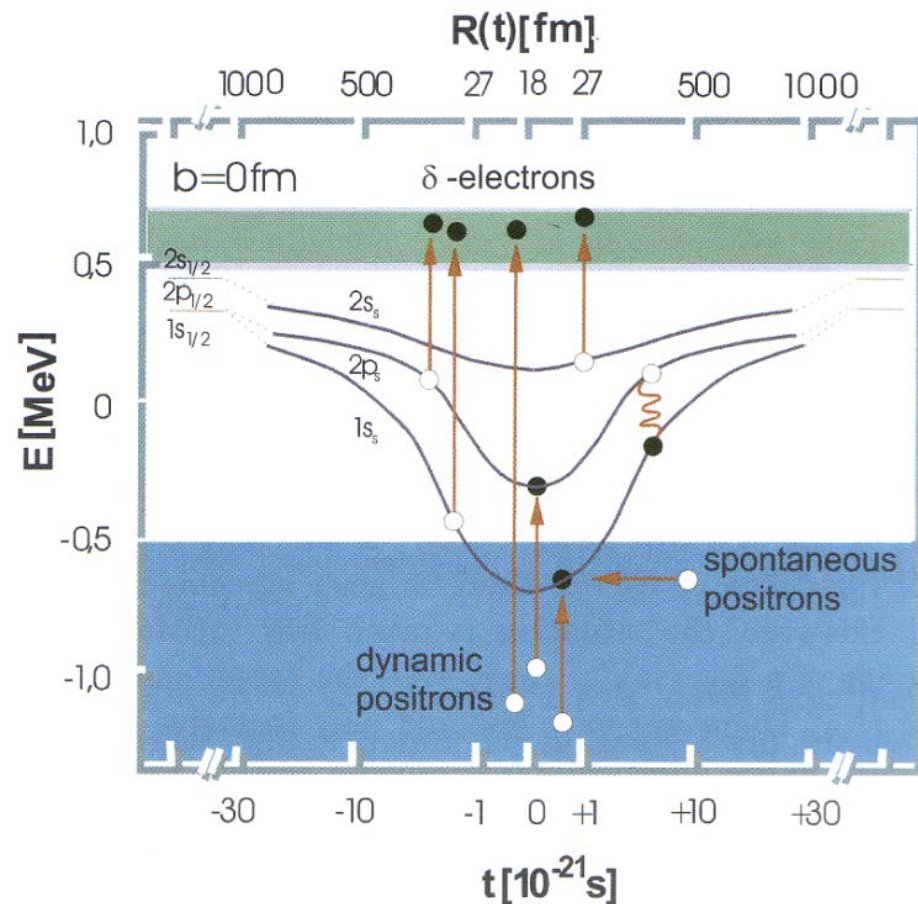 R(t)[fm]
1000 500 27 18 27 500 1000
1,0
b=0fm
δ -electrons
0,5
2s1/2
2p1/2
1s1/2
2ss
2ps
1ss
0
E [MeV]
-0,5
spontaneous
positrons
dynamic
positrons
-1,0
-30 -10 -1 0 +1 +10 +30
t [10-21s]